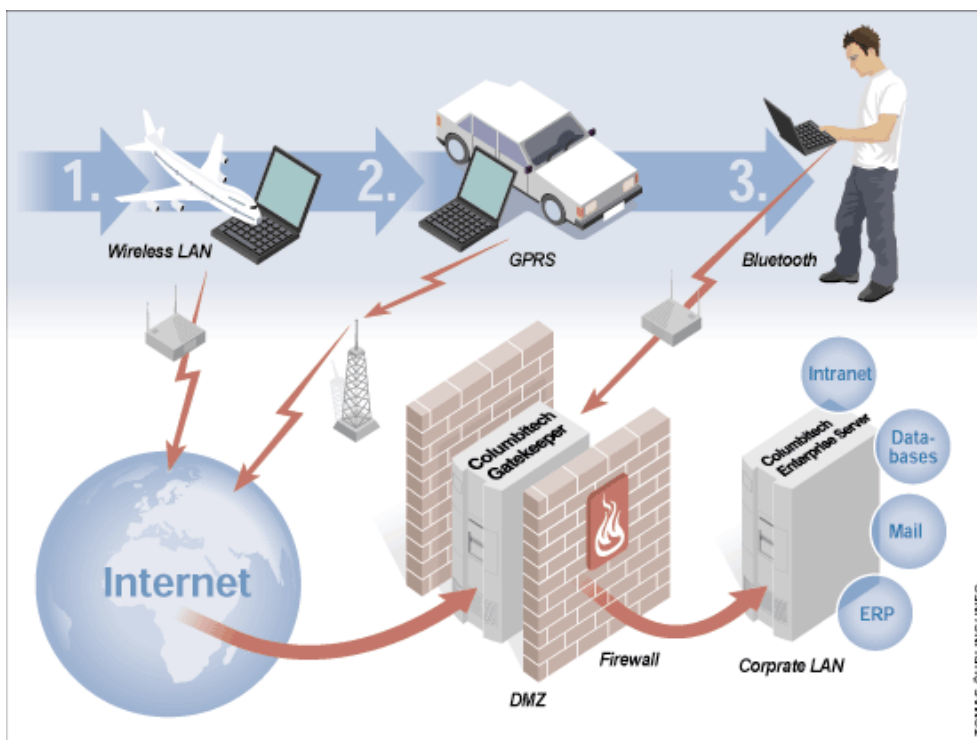 1.
2.
3.
Wireless LAN
GPRS
Bluetooth
Intranet
Columbitech
Gatekeeper
Columbitech
Enterprise Server
Data-
bases
Mail
Internet
ERP
Firewall
Corprate LAN
DMZ